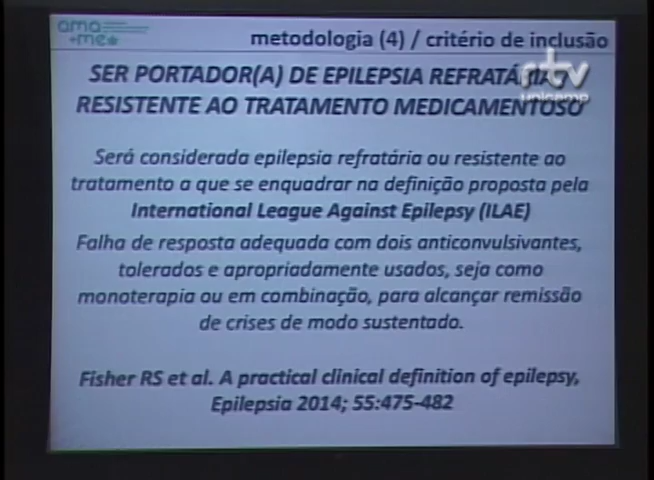 ama
+me
metodologia (4) / critério de inclusão
SER PORTADOR(A) DE EPILEPSIA REFRATÁRIA /
RESISTENTE AO TRATAMENTO MEDICAMENTOSO
rtv
unicamp
Será considerada epilepsia refratária ou resistente ao
tratamento a que se enquadrar na definição proposta pela
International League Against Epilepsy (ILAE)
Falha de resposta adequada com dois anticonvulsivantes,
tolerados e apropriadamente usados, seja como
monoterapia ou em combinação, para alcançar remissão
de crises de modo sustentado.
Fisher RS et al. A practical clinical definition of epilepsy,
Epilepsia 2014; 55:475-482